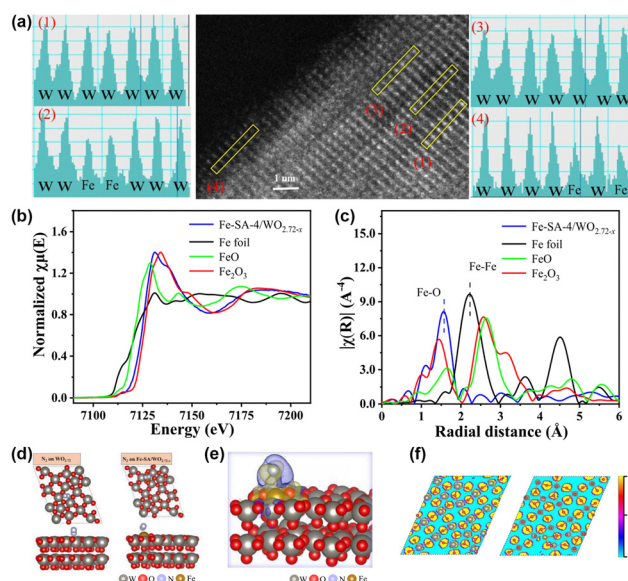 (a)
(1)
W W W W W W W
(2)
W W Fe Fe W W W
(3)
(2)
(1)
(4)
1 nm
(3)
W W W W W W W
(4)
W W W W Fe W Fe
(b)
Normalized χμ(E)
1.8
1.2
0.6
0.0
Fe-SA-4/WO2.72-x
Fe foil
FeO
Fe2O3
7100 7125 7150 7175 7200
Energy (eV)
(c)
|χ(R)| (A-4)
15.0
12.0
9.0
6.0
3.0
0.0
Fe-SA-4/WO2.72-x
Fe foil
FeO
Fe2O3
Fe-O
Fe-Fe
0 1 2 3 4 5 6
Radial distance (Å)
(d)
N2 on WO2.72
N2 on Fe-SA/WO2.72-x
W O N Fe
(e)
W O N Fe
(f)